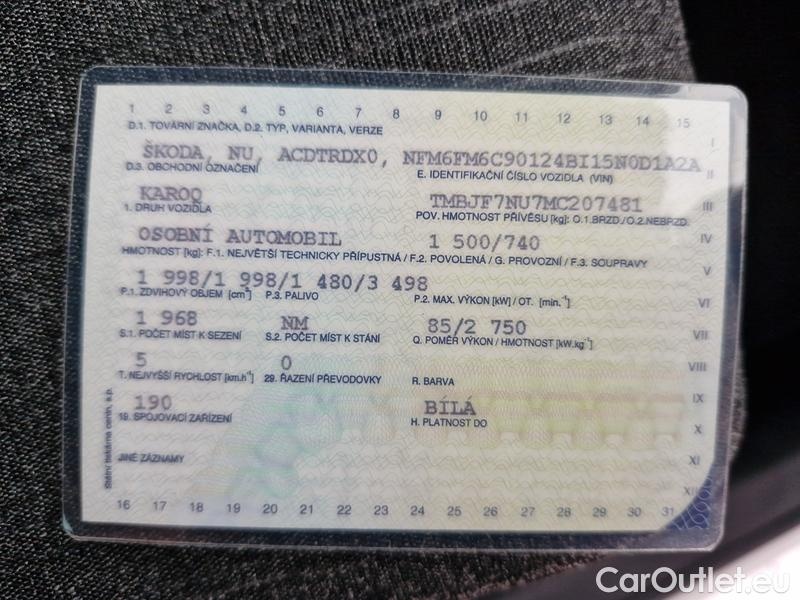 1 2 3 4 5 6 7 8 9 10 11 12 13 14 15
D.1. TOVÁRNÍ ZNAČKA, D.2. TYP, VARIANTA, VERZE
I
ŠKODA, NU, ACDTRDX0, NFM6FM6C90124BI15N0D1A2A
D.3. OBCHODNÍ OZNAČENÍ E. IDENTIFIKAČNÍ ČÍSLO VOZIDLA (VIN) II
KAROQ TMBJF7NU7MC207481 III
1. DRUH VOZIDLA POV. HMOTNOST PŘÍVĚSU [kg]: O.1.BRZD./O.2.NEBRZD.
OSOBNÍ AUTOMOBIL 1 500/740 IV
HMOTNOST [kg]: F.1. NEJVĚTŠÍ TECHNICKY PŘÍPUSTNÁ / F.2. POVOLENÁ / G. PROVOZNÍ / F.3. SOUPRAVY
1 998/1 998/1 480/3 498 V
P.1. ZDVIHOVÝ OBJEM [cm³] P.3. PALIVO P.2. MAX. VÝKON [kW] / OT. [min.⁻¹] VI
1 968 NM 85/2 750 VII
S.1. POČET MÍST K SEZENÍ S.2. POČET MÍST K STÁNÍ Q. POMĚR VÝKON / HMOTNOST [kW.kg⁻¹]
5 0 VIII
T. NEJVYŠŠÍ RYCHLOST [km.h⁻¹] 29. ŘAZENÍ PŘEVODOVKY R. BARVA
190 BÍLÁ IX
19. SPOJOVACÍ ZAŘÍZENÍ H. PLATNOST DO X
JINÉ ZÁZNAMY XI
XII
Státní tiskárna cenin, s.p.
16 17 18 19 20 21 22 23 24 25 26 27 28 29 30 31
CarOutlet.eu